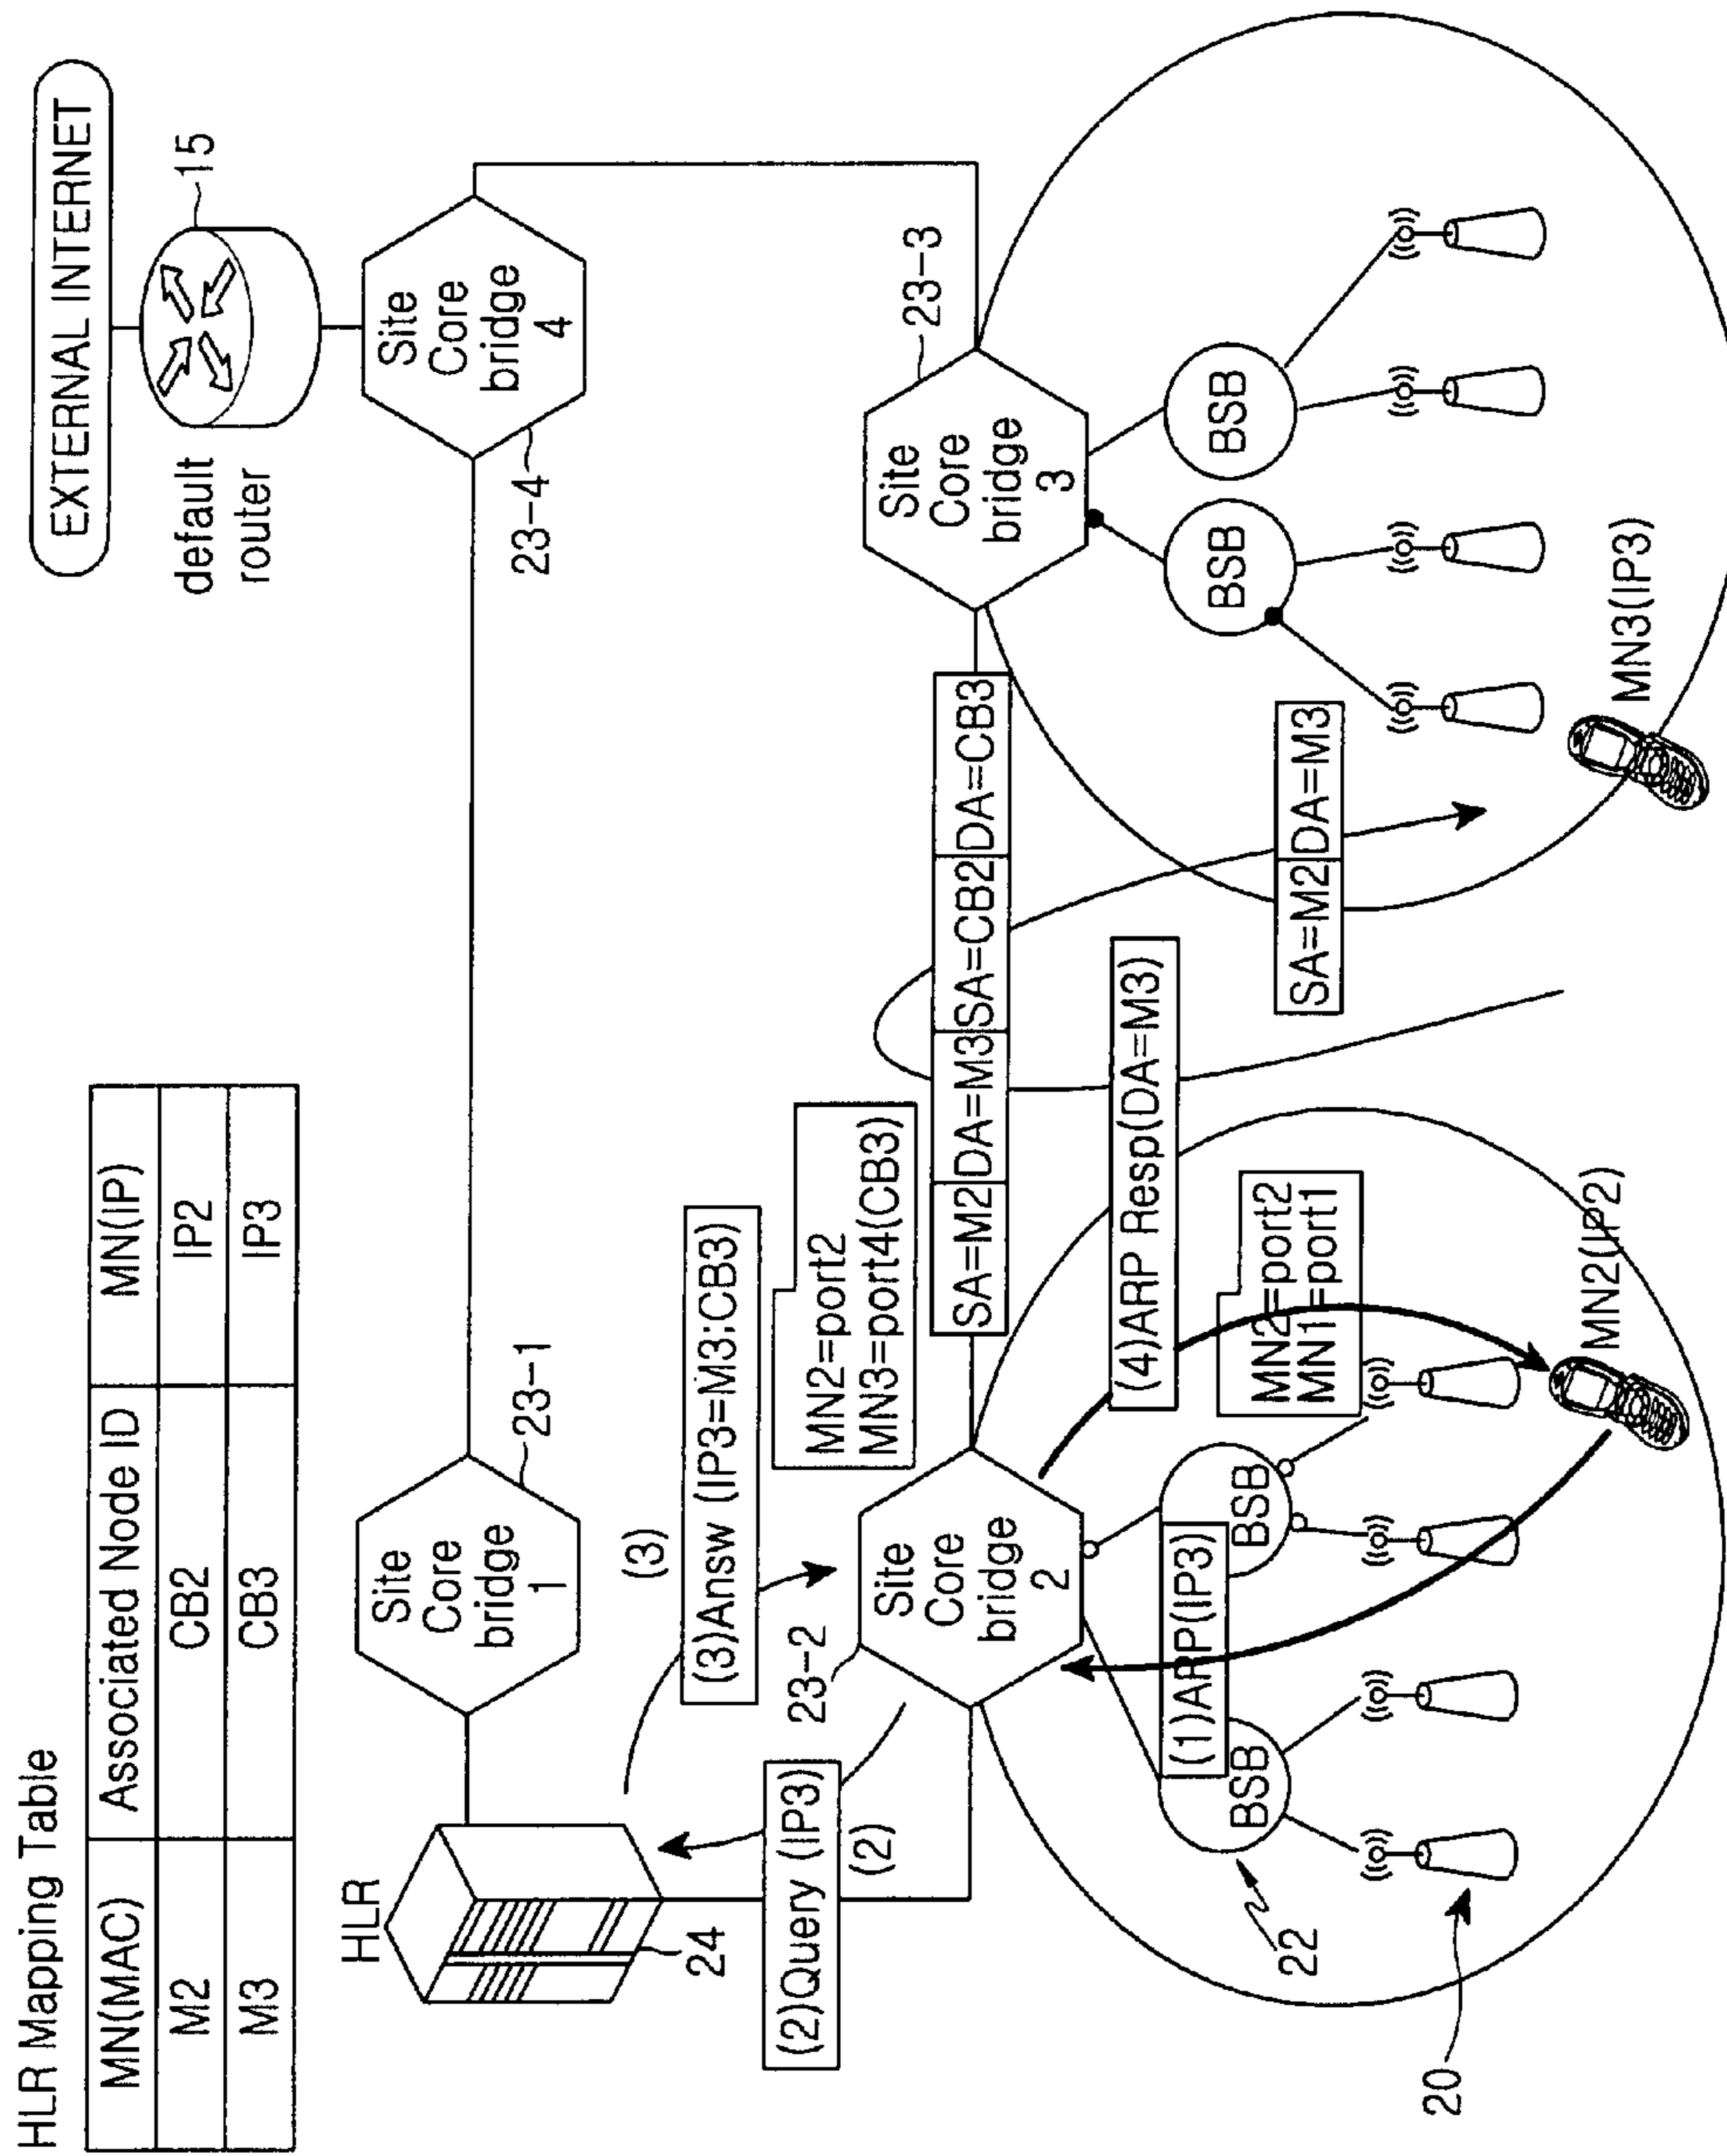 HLR Mapping Table
MN(MAC) Associated Node ID MN(IP)
M2 CB2 IP2
M3 CB3 IP3
EXTERNAL INTERNET
default
router
15
HLR
24
Site
Core
bridge
1
23-1
Site
Core
bridge
4
23-4
(3)
(3)Answ (IP3=M3:CB3)
(2)Query (IP3)
(2)
23-2
MN2=port2
MN3=port4(CB3)
Site
Core
bridge
2
SA=M2 DA=M3 SA=CB2 DA=CB3
Site
Core
bridge
3
23-3
(4)ARP Resp(DA=M3)
(1)ARP(IP3)
BSB
BSB
MN2=port2
MN1=port1
BSB
BSB
SA=M2 DA=M3
22
20
MN2(IP2)
MN3(IP3)